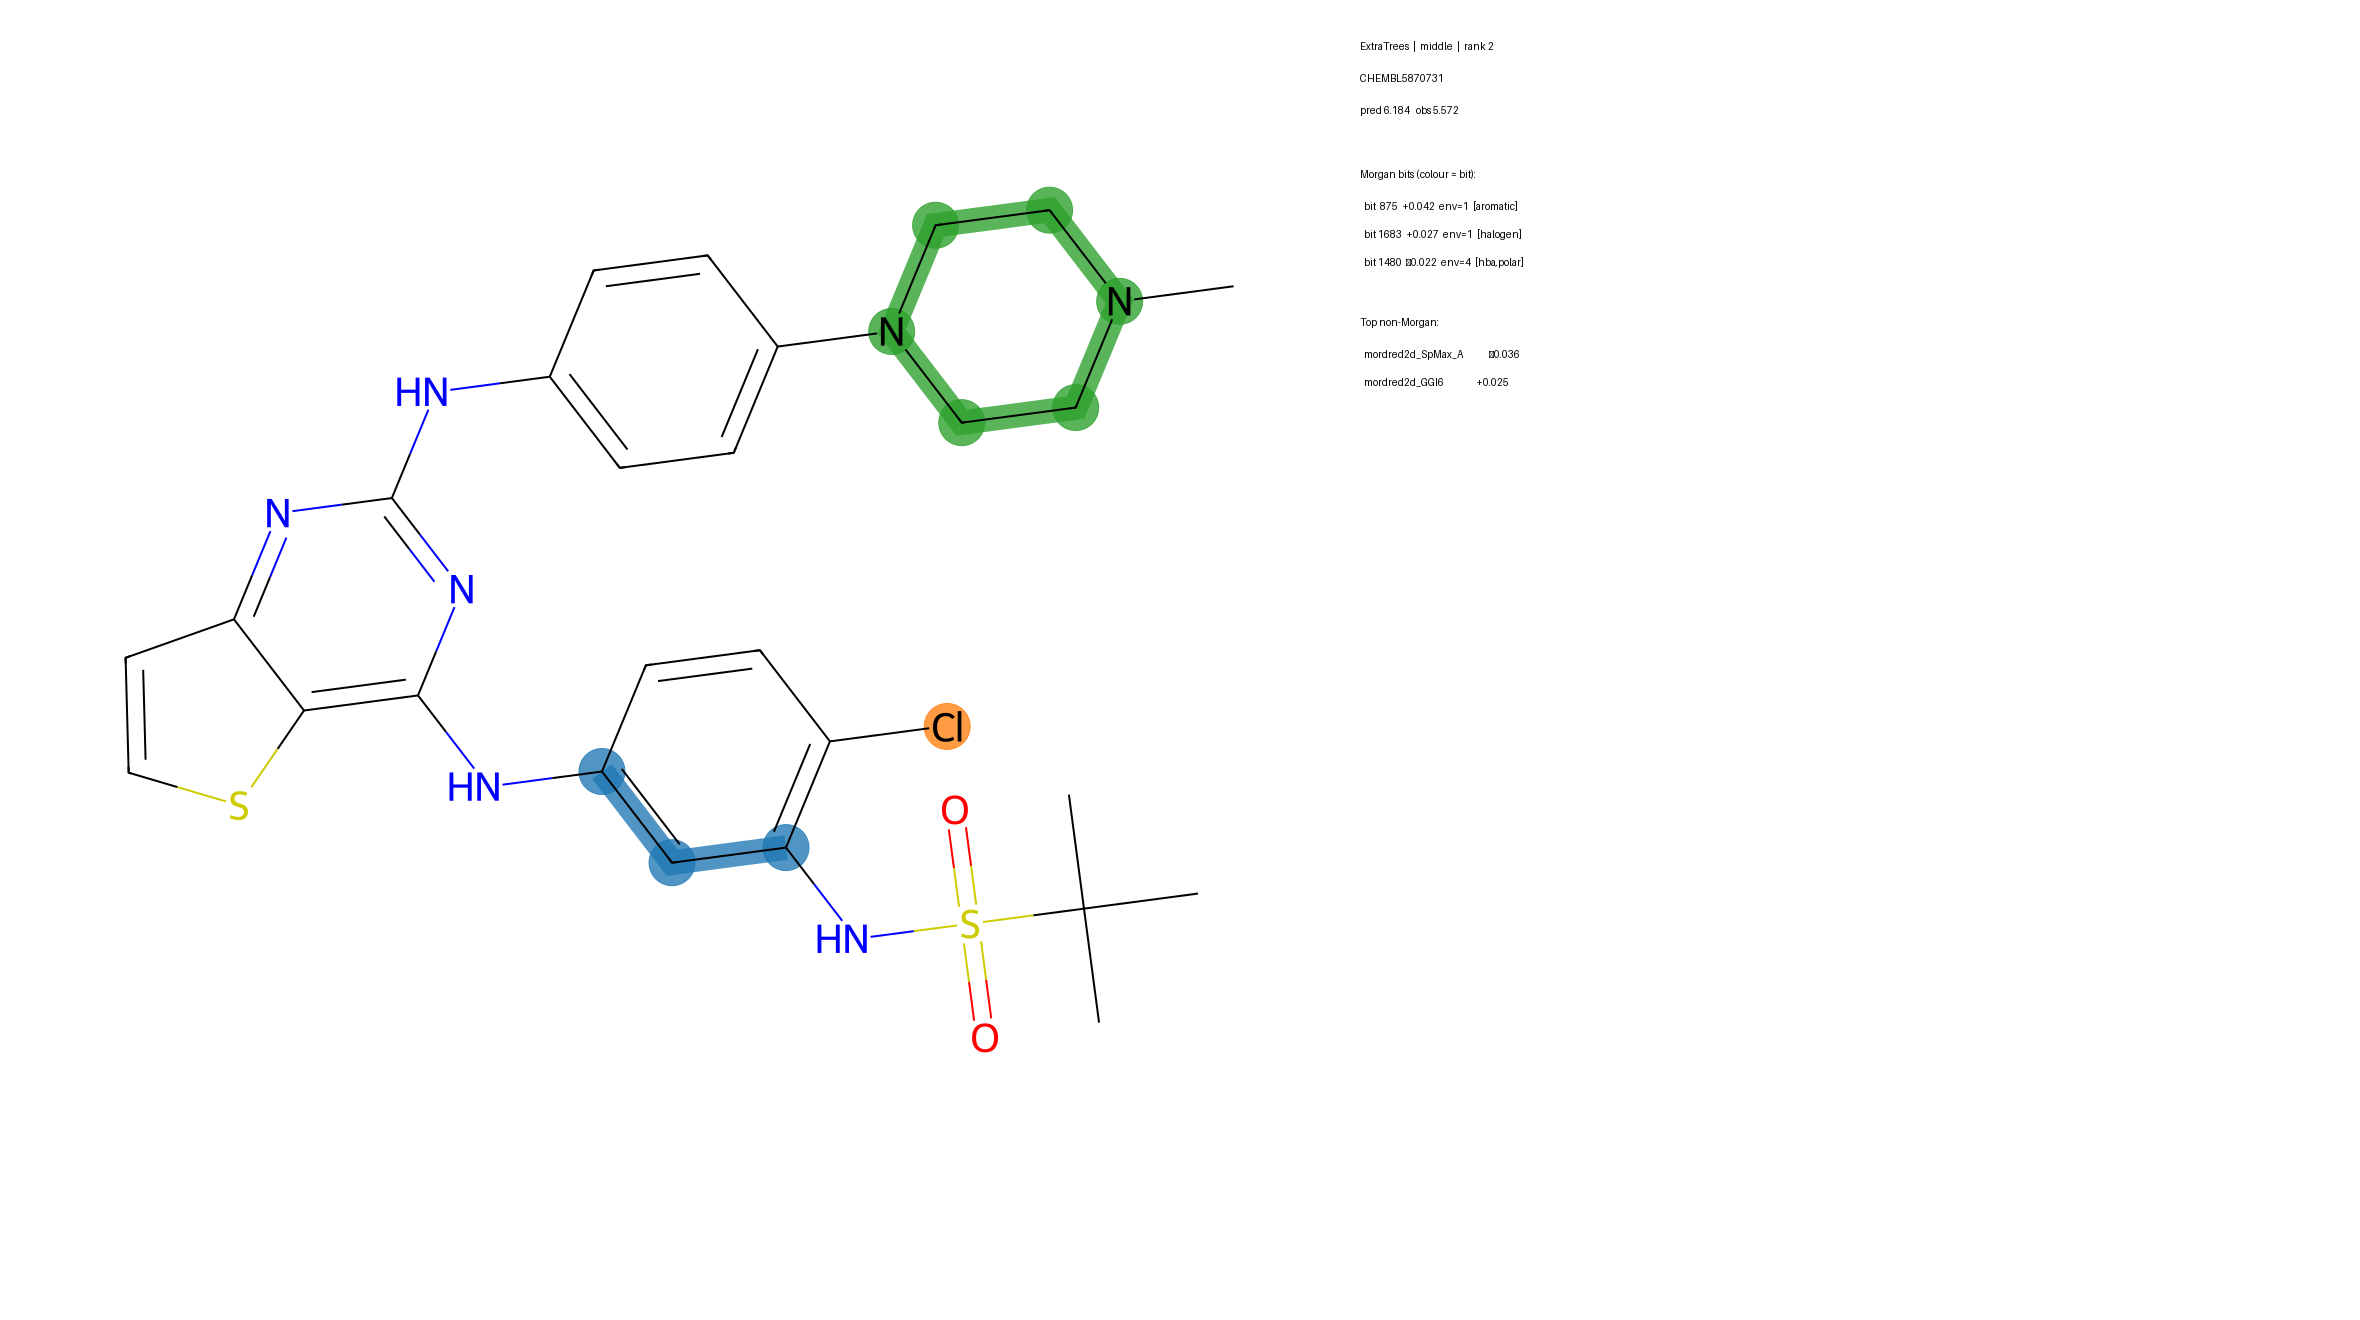 ExtraTrees | middle | rank 2
CHEMBL5870731
pred 6.184 obs 5.572
Morgan bits (colour = bit):
bit 875 +0.042 env=1 [aromatic]
bit 1683 +0.027 env=1 [halogen]
bit 1480 ▯0.022 env=4 [hba,polar]
Top non-Morgan:
mordred2d_SpMax_A ▯0.036
mordred2d_GGI6 +0.025
N
N
HN
N
N
HN
Cl
S
O
HN
S
O